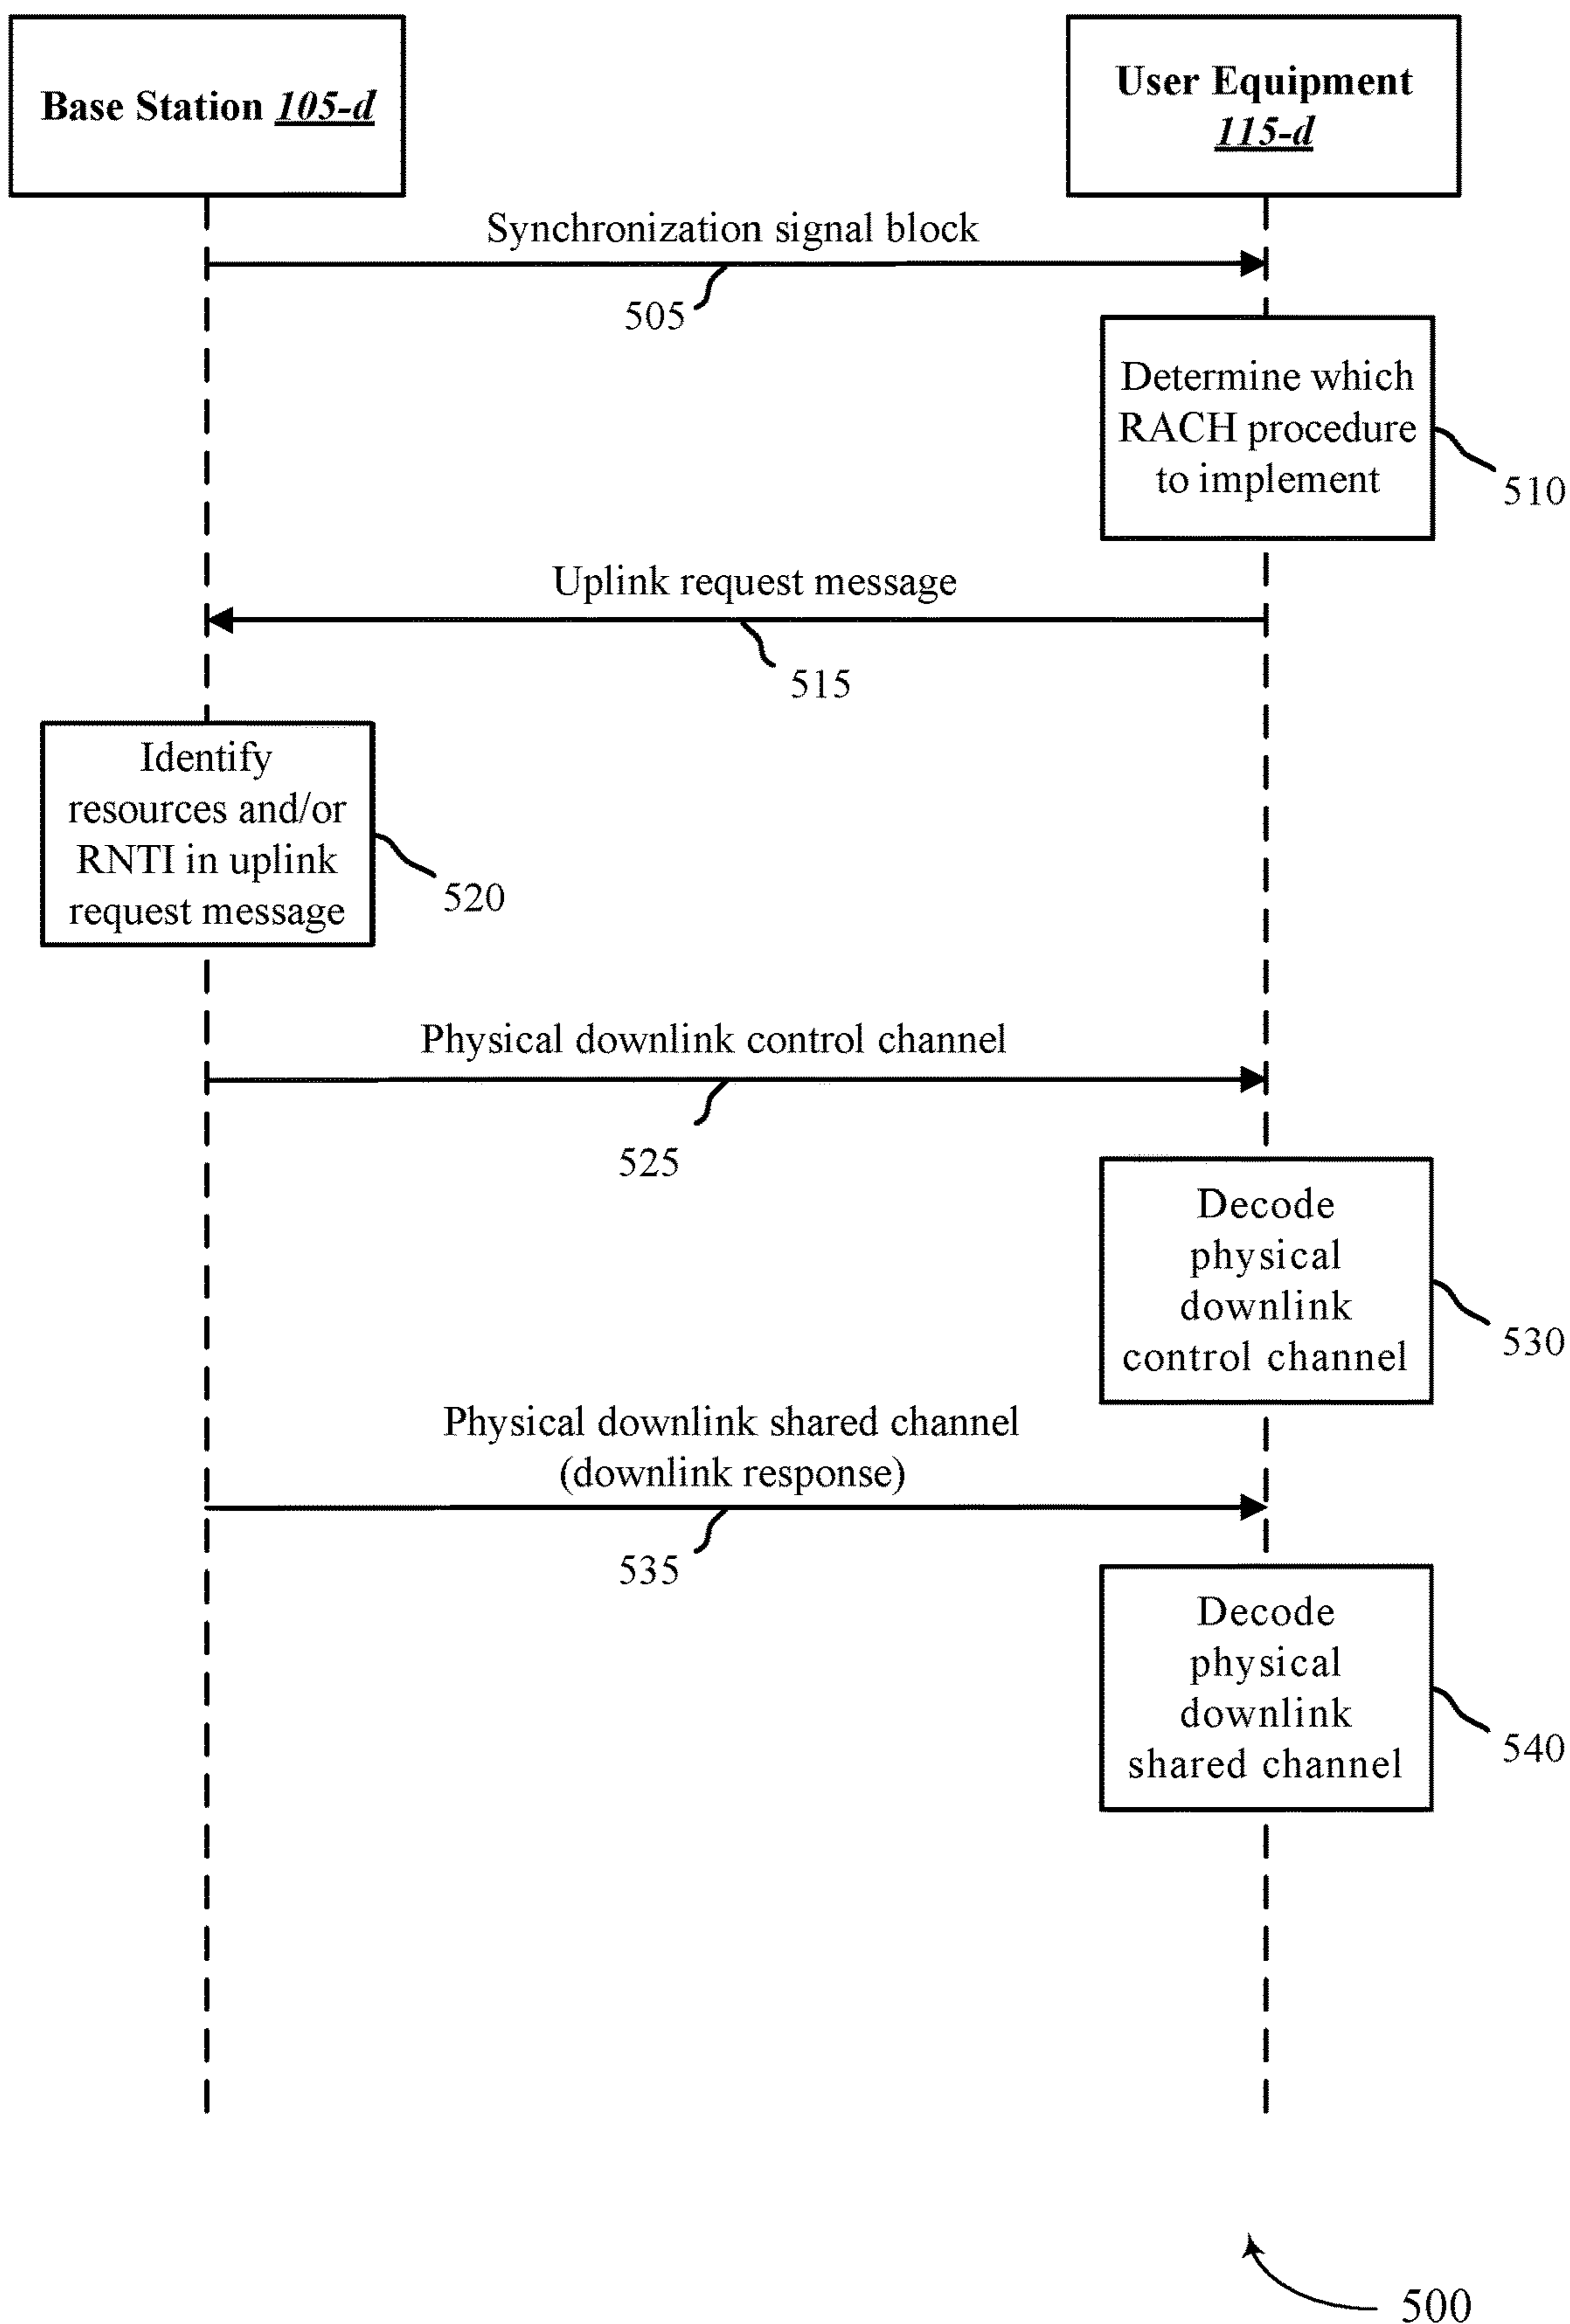 Base Station 105-d
User Equipment
115-d
Synchronization signal block
505
Determine which
RACH procedure
to implement
510
Uplink request message
515
Identify
resources and/or
RNTI in uplink
request message
520
Physical downlink control channel
525
Decode
physical
downlink
control channel
530
Physical downlink shared channel
(downlink response)
535
Decode
physical
downlink
shared channel
540
500